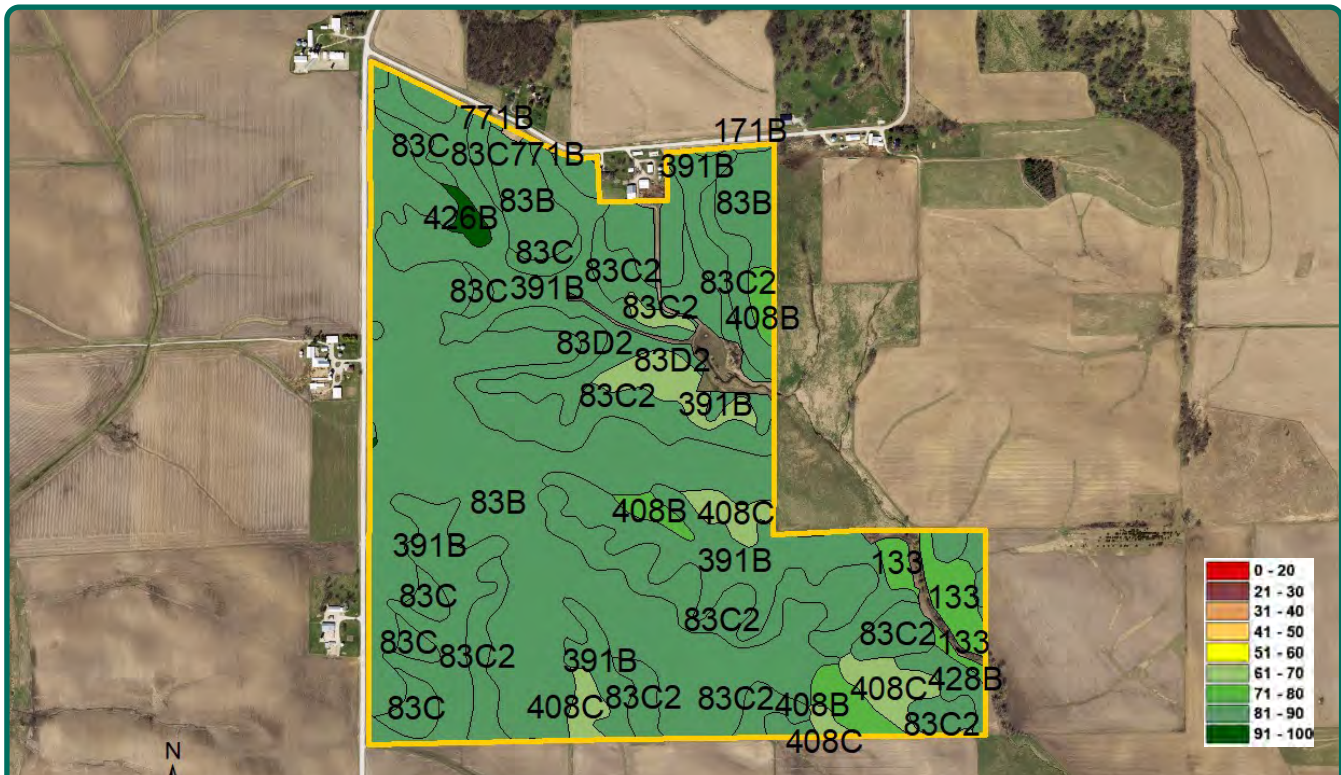 771B
171B
83C
83C
771B
391B
83B
83B
426B
83C
83C2
83C2
83C
391B
83C2
408B
83D2
83D2
83C2
391B
83B
408B
408C
391B
391B
133
83C
133
83C2
83C2
83C
133
83C2
391B
428B
408C
83C2
83C2
408B
83C
408C
83C2
408C
N
0 - 20
21 - 30
31 - 40
41 - 50
51 - 60
61 - 70
71 - 80
81 - 90
91 - 100